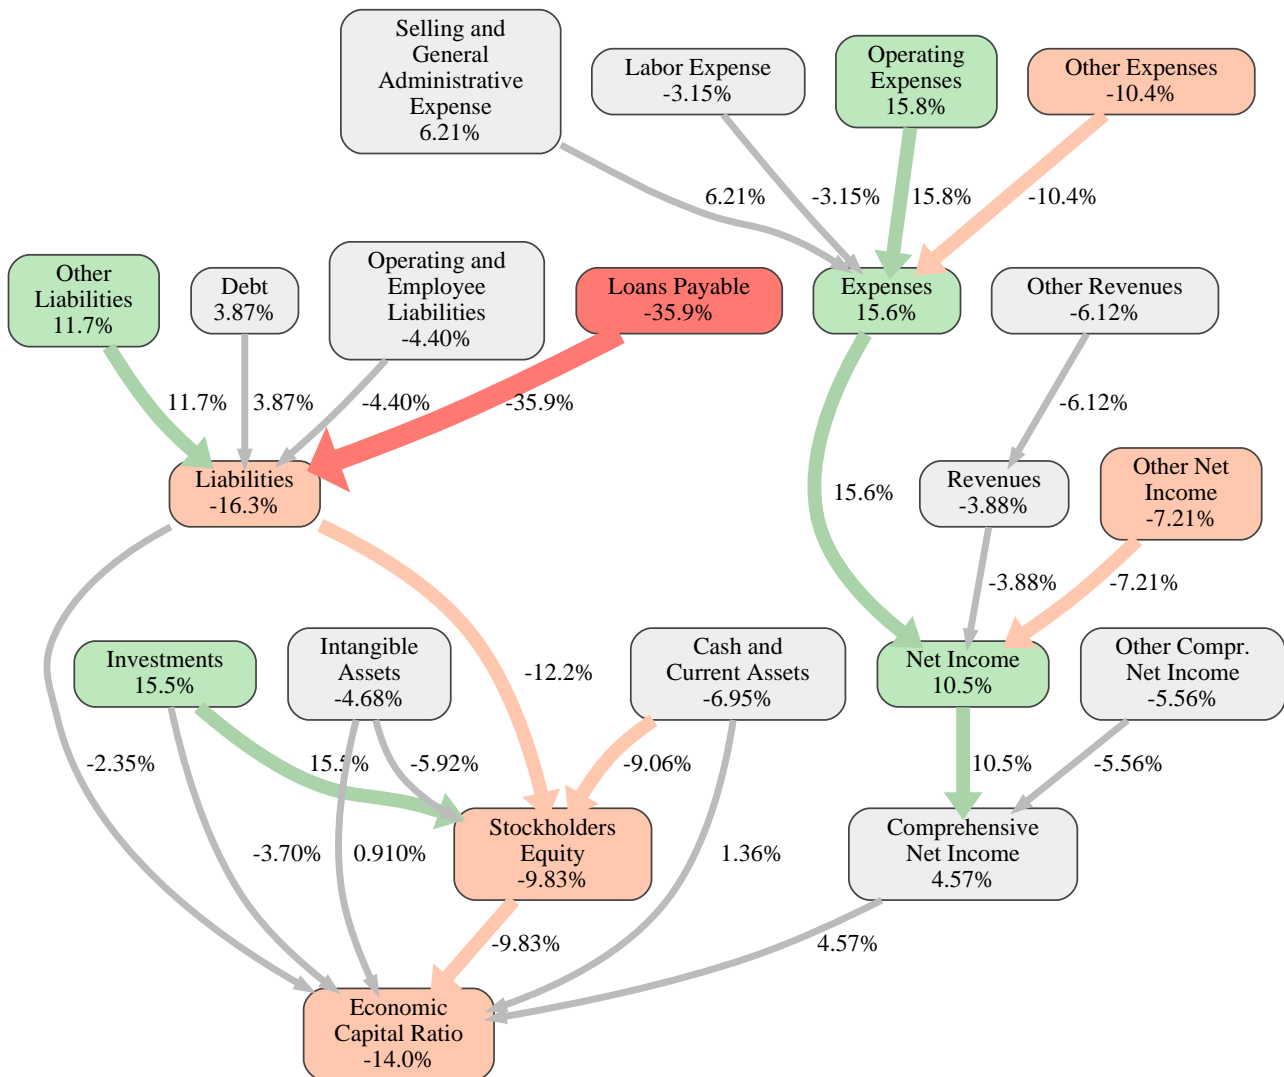 Selling and
General
Administrative
Expense
6.21%
Labor Expense
-3.15%
Operating
Expenses
15.8%
Other Expenses
-10.4%
6.21%
-3.15%
15.8%
-10.4%
Other
Liabilities
11.7%
Debt
3.87%
Operating and
Employee
Liabilities
-4.40%
Loans Payable
-35.9%
Expenses
15.6%
Other Revenues
-6.12%
11.7%
3.87%
-4.40%
-35.9%
-6.12%
Liabilities
-16.3%
15.6%
Revenues
-3.88%
Other Net
Income
-7.21%
-3.88%
-7.21%
Investments
15.5%
Intangible
Assets
-4.68%
-12.2%
Cash and
Current Assets
-6.95%
Net Income
10.5%
Other Compr.
Net Income
-5.56%
-2.35%
15.5%
-5.92%
-9.06%
10.5%
-5.56%
Stockholders
Equity
-9.83%
Comprehensive
Net Income
4.57%
-3.70%
0.910%
1.36%
-9.83%
4.57%
Economic
Capital Ratio
-14.0%